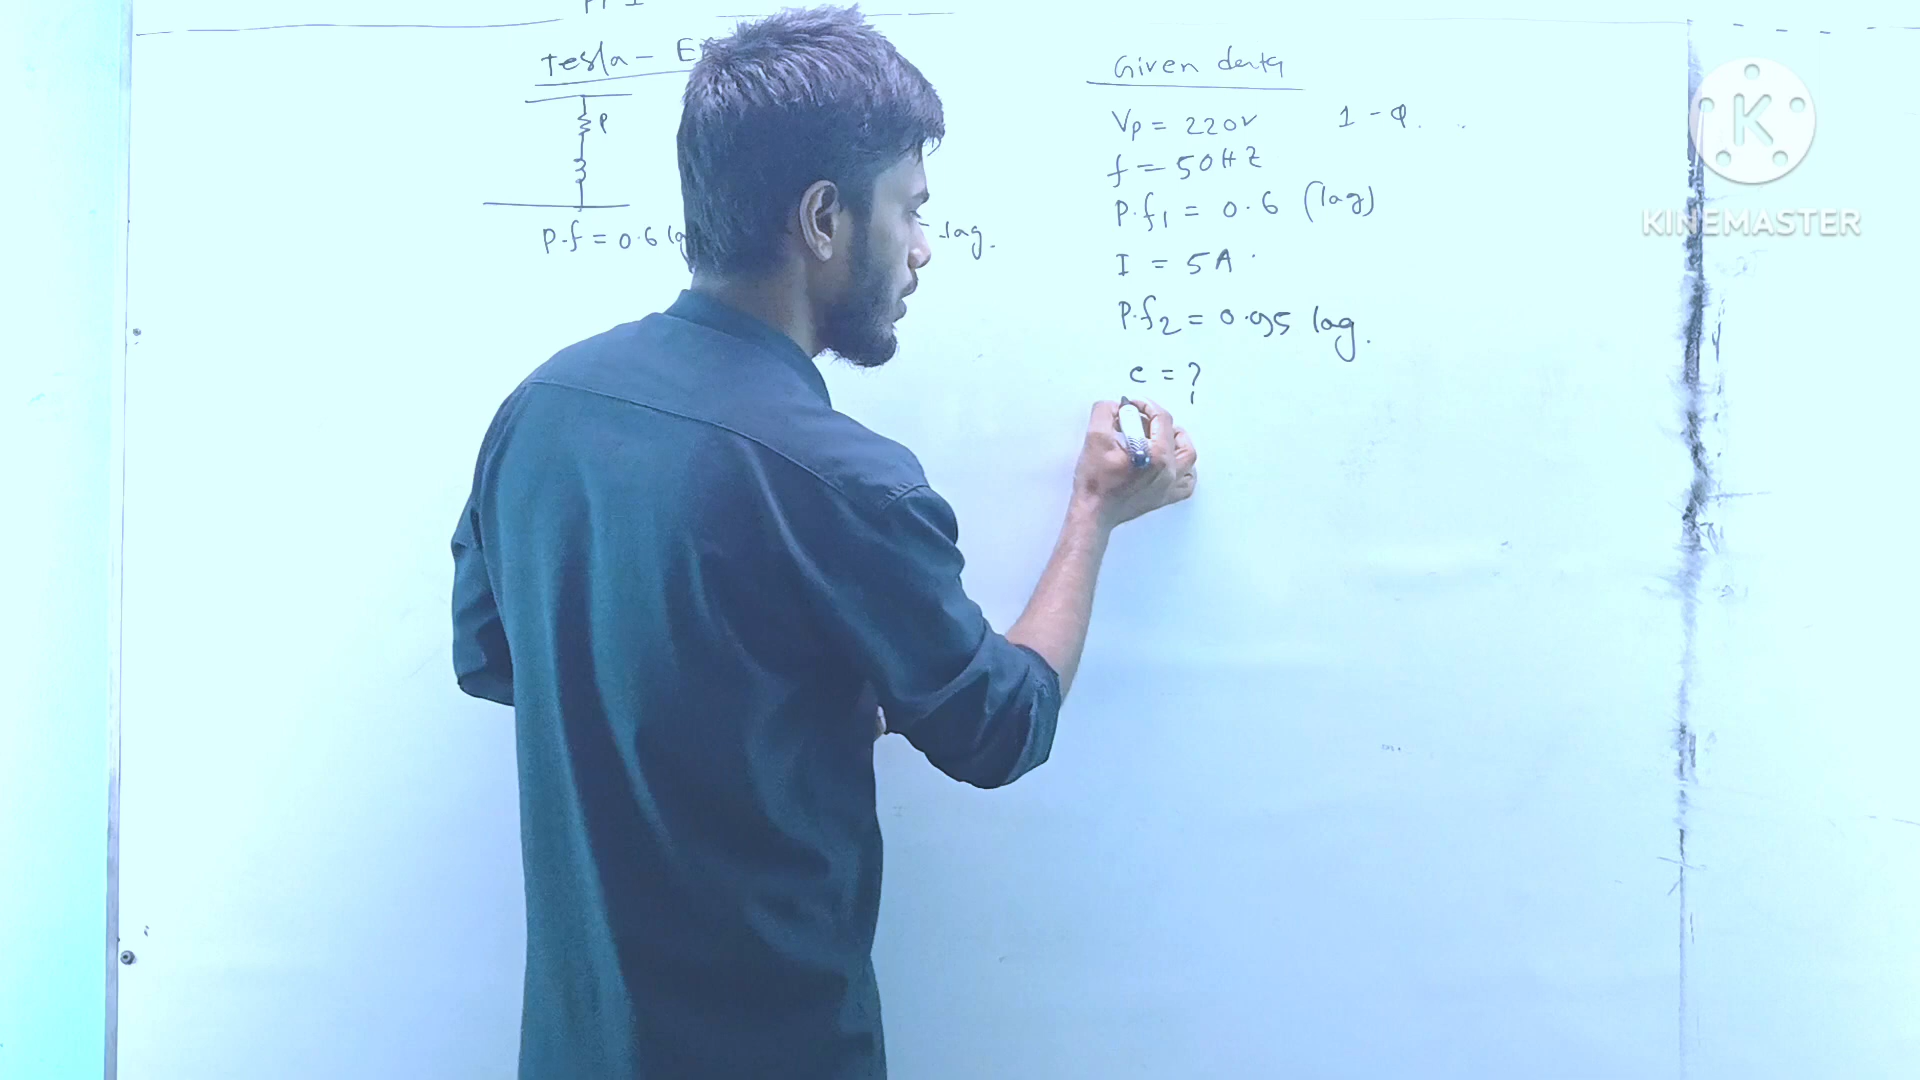 Tesla - E
P
P.f = 0.6 lag
lag.
Given data
Vp = 220v 1-φ.
f = 50HZ
P.f1 = 0.6 (lag)
I = 5A
P.f2 = 0.95 lag.
c = ?
K
KINEMASTER